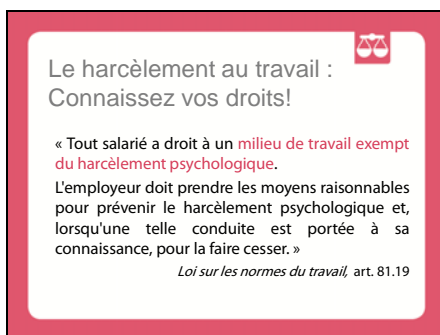 Le harcèlement au travail :
Connaissez vos droits!
« Tout salarié a droit à un milieu de travail exempt
du harcèlement psychologique.
L'employeur doit prendre les moyens raisonnables
pour prévenir le harcèlement psychologique et,
lorsqu'une telle conduite est portée à sa
connaissance, pour la faire cesser. »
Loi sur les normes du travail, art. 81.19